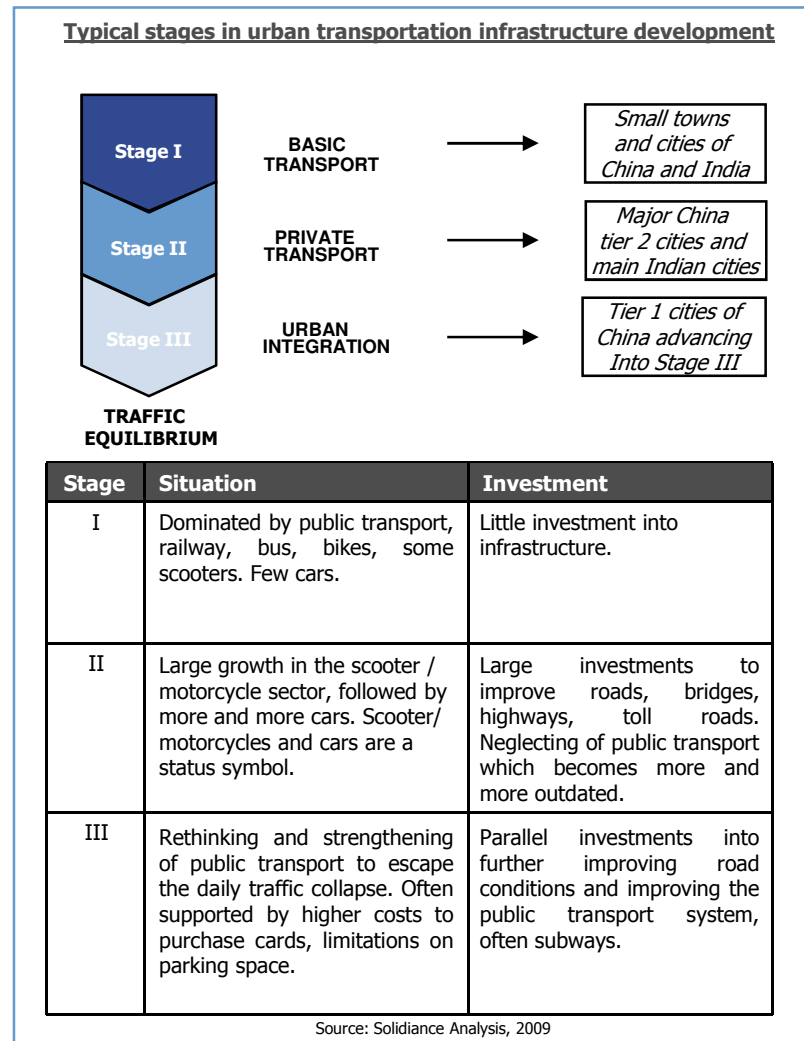 Typical stages in urban transportation infrastructure development
Stage I
BASIC
TRANSPORT
Small towns
and cities of
China and India
Stage II
PRIVATE
TRANSPORT
Major China
tier 2 cities and
main Indian cities
Stage III
URBAN
INTEGRATION
Tier 1 cities of
China advancing
Into Stage III
TRAFFIC
EQUILIBRIUM
Stage Situation Investment
I
Dominated by public transport,
railway, bus, bikes, some
scooters. Few cars.
Little investment into
infrastructure.
II
Large growth in the scooter /
motorcycle sector, followed by
more and more cars. Scooter/
motorcycles and cars are a
status symbol.
Large investments to
improve roads, bridges,
highways, toll roads.
Neglecting of public transport
which becomes more and
more outdated.
III
Rethinking and strengthening
of public transport to escape
the daily traffic collapse. Often
supported by higher costs to
purchase cards, limitations on
parking space.
Parallel investments into
further improving road
conditions and improving the
public transport system,
often subways.
Source: Solidiance Analysis, 2009